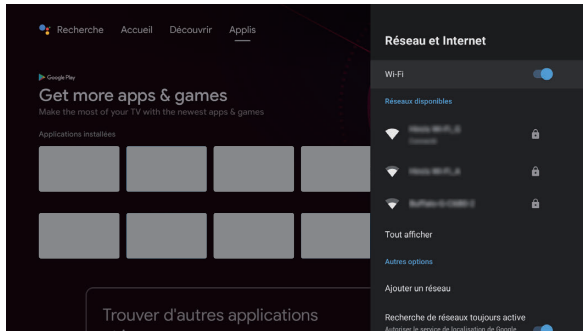 Recherche Accueil Découvrir Applis
Google Play
Get more apps & games
Make the most of your TV with the newest apps & games
Applications installées
Trouver d'autres applications
Réseau et Internet
Wi-Fi
Réseaux disponibles
Tout afficher
Autres options
Ajouter un réseau
Recherche de réseaux toujours active
Autoriser le service de localisation de Google